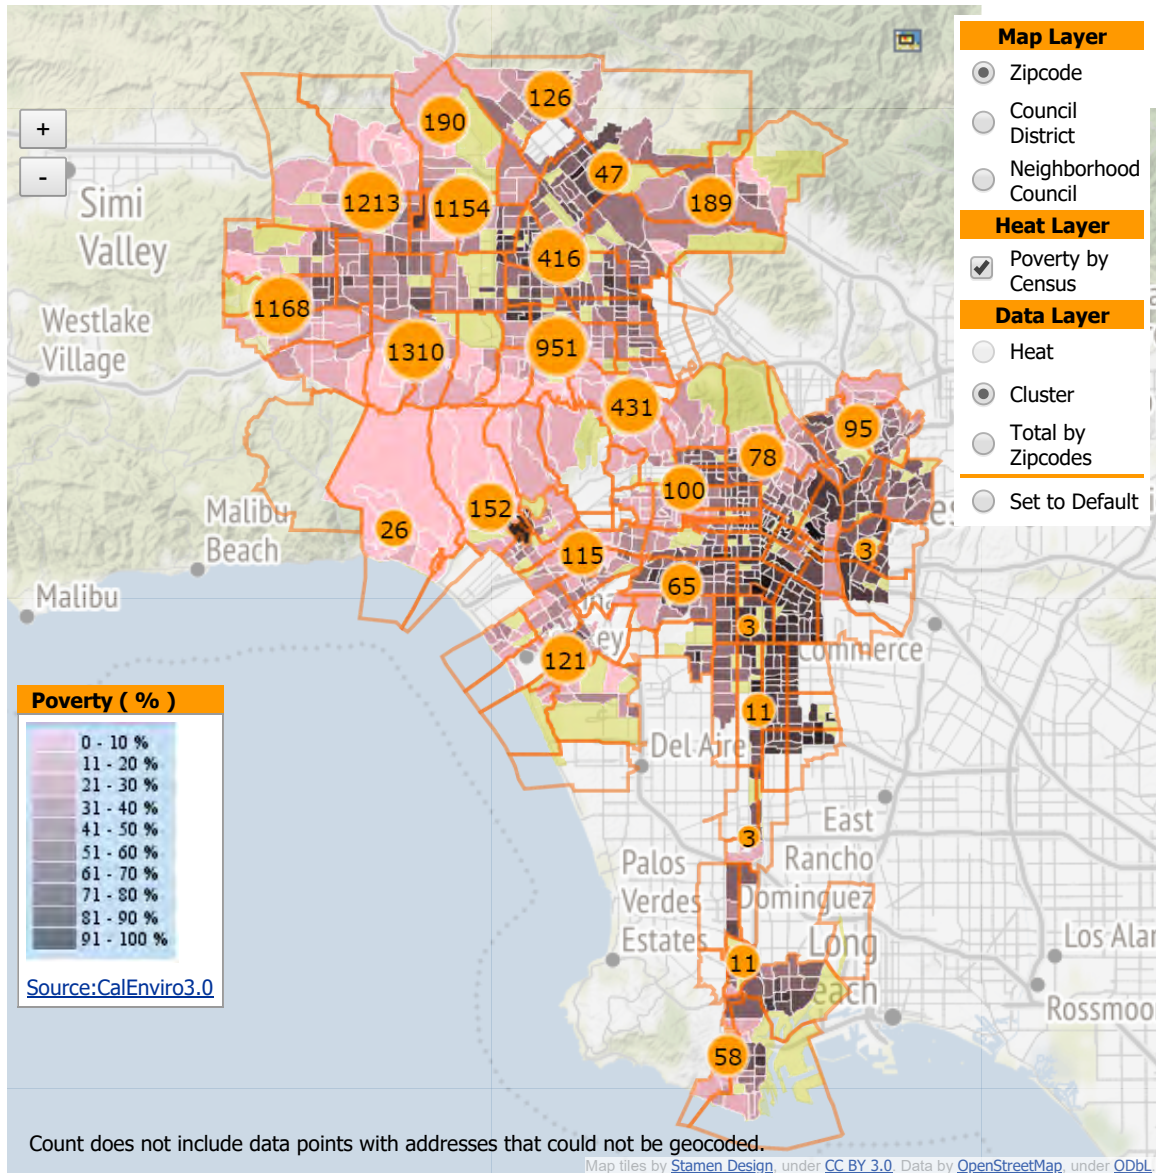 Map Layer
Zipcode
Council
District
Neighborhood
Council
Heat Layer
Poverty by
Census
Data Layer
Heat
Cluster
Total by
Zipcodes
Set to Default
+
-
126
190
47
1213
1154
189
416
1168
1310
951
431
95
78
100
152
26
3
115
65
3
121
11
3
11
58
Simi
Valley
Westlake
Village
Malibu
Beach
Malibu
Commerce
Del Aire
East
Rancho
Dominguez
Palos
Verdes
Estates
Long
each
Los Alar
Rossmoo
Poverty ( % )
0 - 10 %
11 - 20 %
21 - 30 %
31 - 40 %
41 - 50 %
51 - 60 %
61 - 70 %
71 - 80 %
81 - 90 %
91 - 100 %
Source:CalEnviro3.0
Count does not include data points with addresses that could not be geocoded.
Map tiles by Stamen Design, under CC BY 3.0. Data by OpenStreetMap, under ODbL